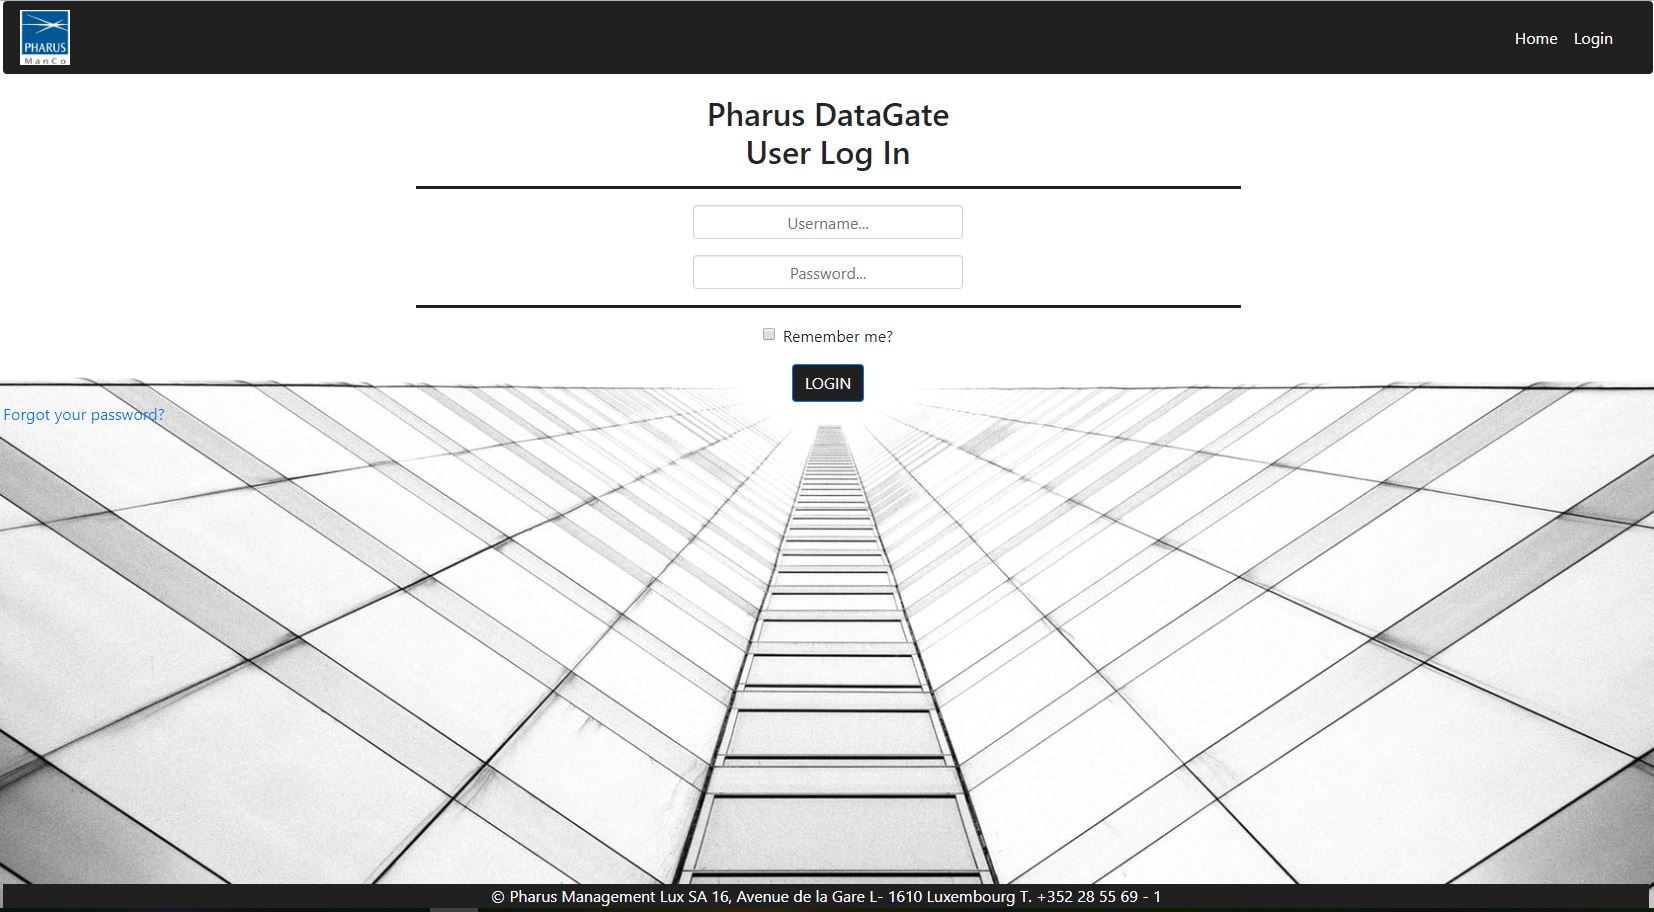 PHARUS
ManCo
Home Login
Pharus DataGate
User Log In
Username...
Password...
Remember me?
LOGIN
Forgot your password?
© Pharus Management Lux SA 16, Avenue de la Gare L- 1610 Luxembourg T. +352 28 55 69 - 1